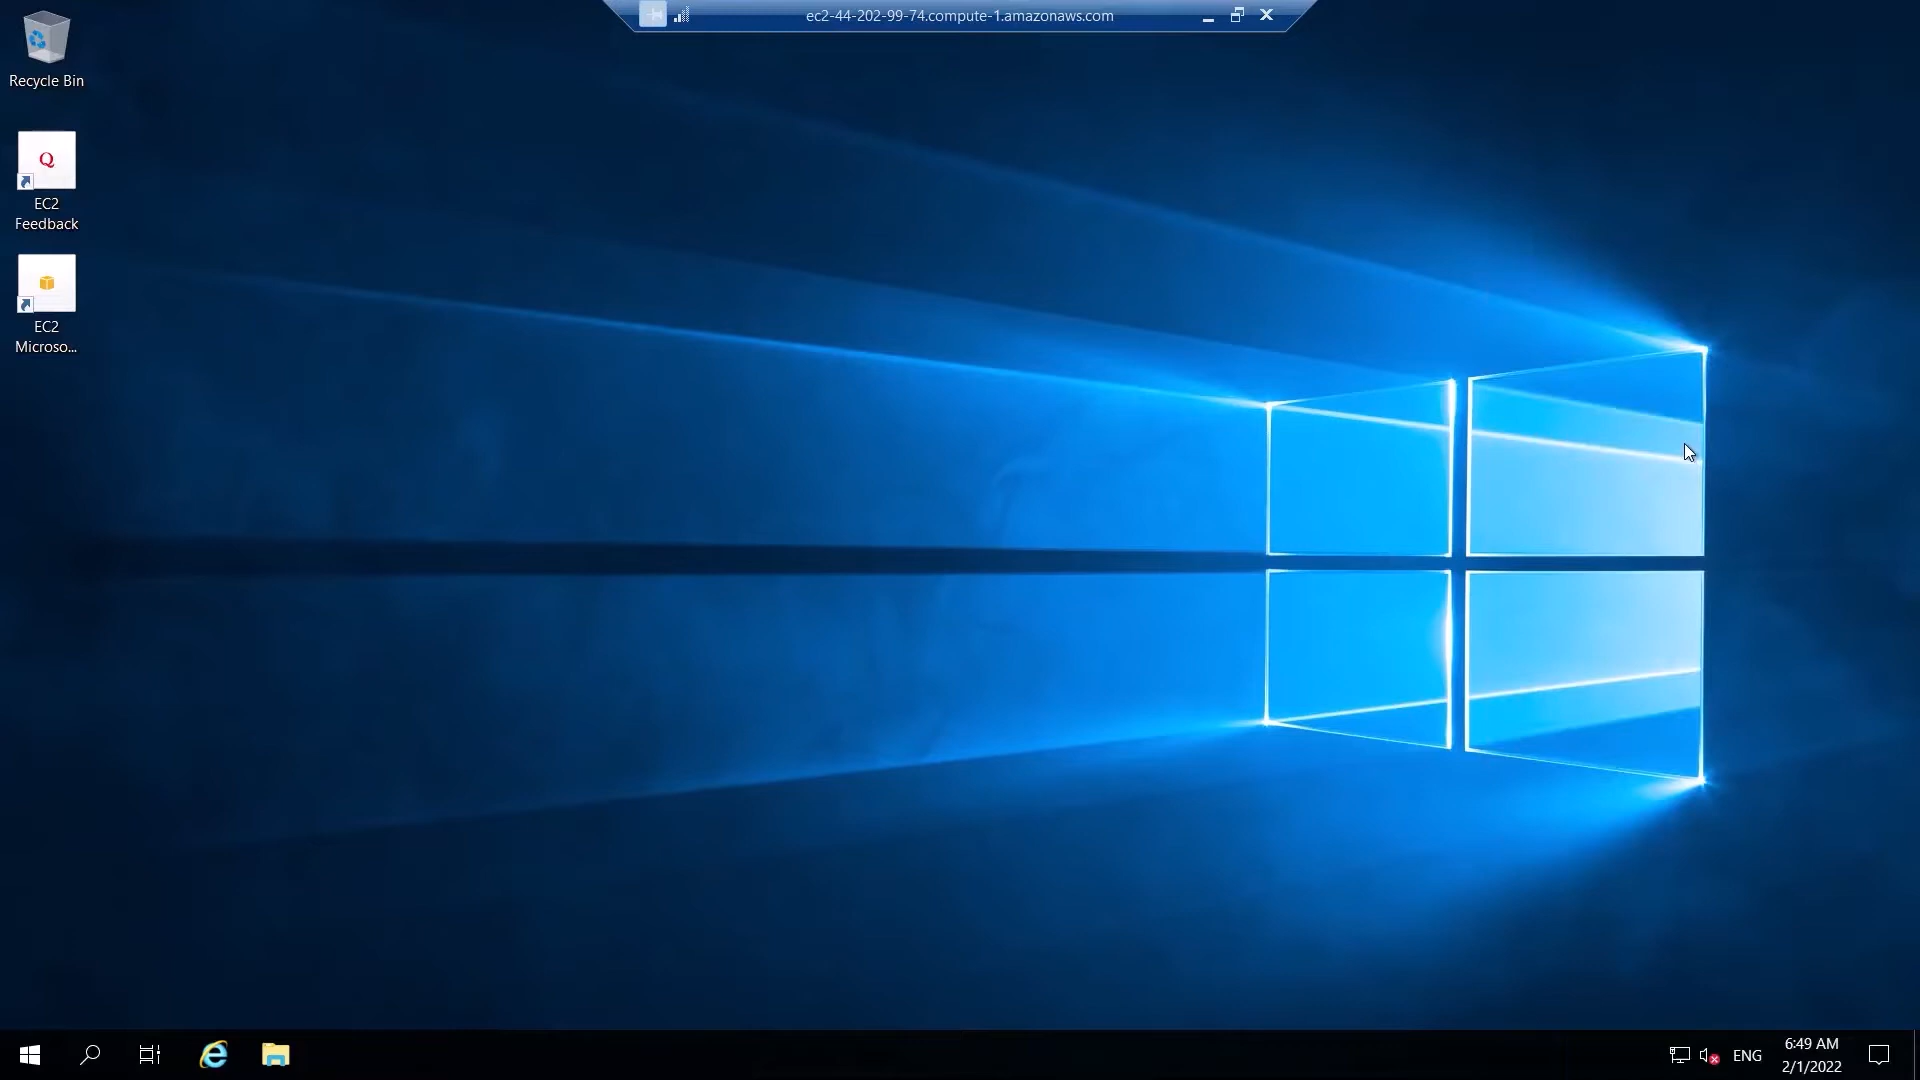 ec2-44-202-99-74.compute-1.amazonaws.com
Recycle Bin
Q
EC2
Feedback
EC2
Microso...
ENG
6:49 AM
2/1/2022